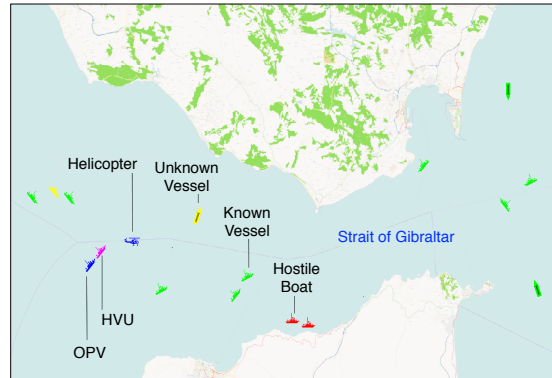 Helicopter
Unknown
Vessel
Known
Vessel
Strait of Gibraltar
Hostile
Boat
HVU
OPV